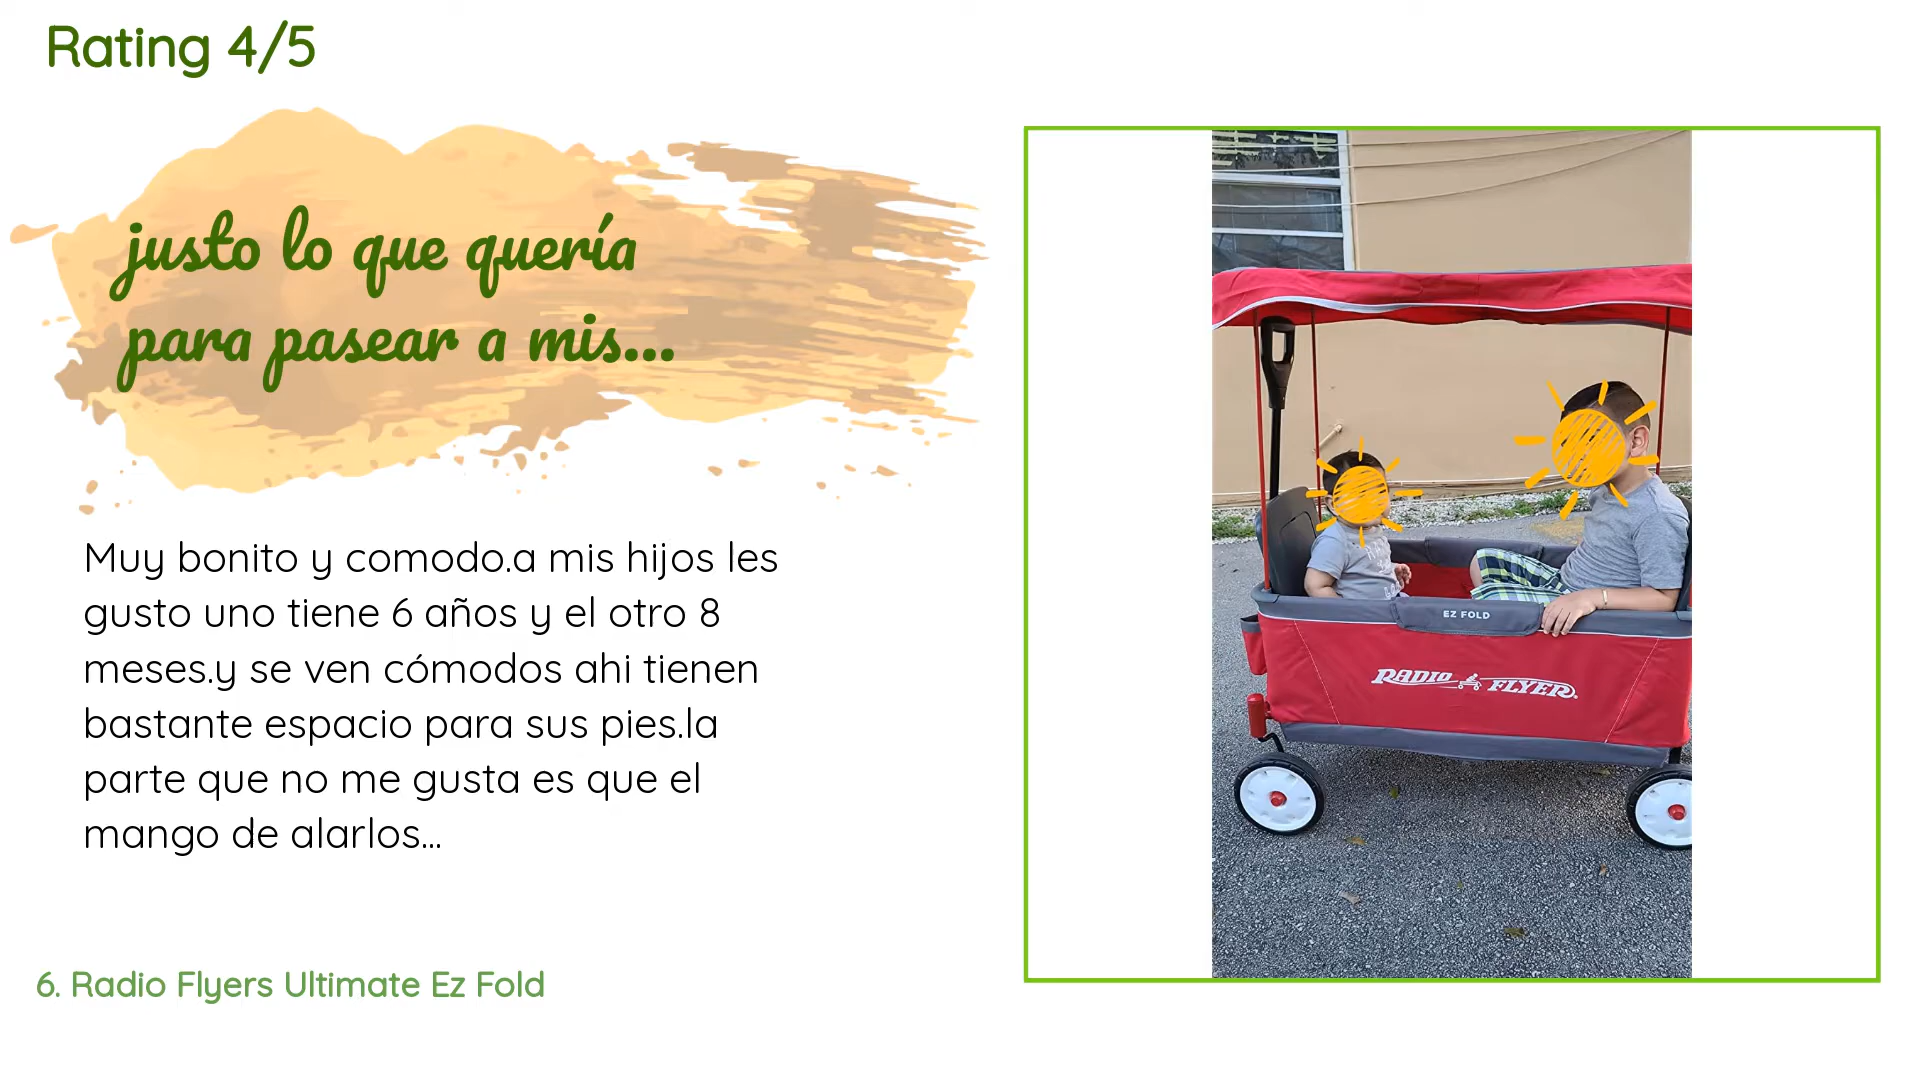 Rating 4/5
justo lo que quería
para pasear a mis...
Muy bonito y comodo.a mis hijos les
gusto uno tiene 6 años y el otro 8
meses.y se ven cómodos ahi tienen
bastante espacio para sus pies.la
parte que no me gusta es que el
mango de alarlos...
6. Radio Flyers Ultimate Ez Fold
EZ FOLD
RADIO FLYER